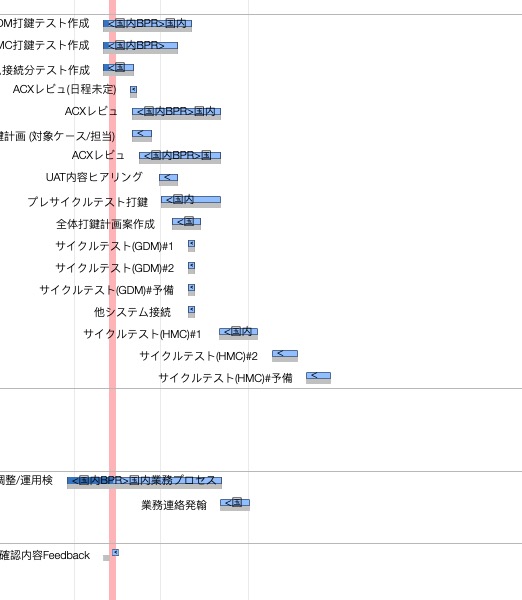 DM打鍵テスト作成 <国内BPR>国内
MC打鍵テスト作成 <国内BPR>
接続分テスト作成 <国
ACXレビュ(日程未定) <
ACXレビュ <国内BPR>国内
計画 (対象ケース/担当) <
ACXレビュ <国内BPR>国
UAT内容ヒアリング <
プレサイクルテスト打鍵 <国内
全体打鍵計画案作成 <国
サイクルテスト(GDM)#1 <
サイクルテスト(GDM)#2 <
サイクルテスト(GDM)#予備 <
他システム接続 <
サイクルテスト(HMC)#1 <国内
サイクルテスト(HMC)#2 <
サイクルテスト(HMC)#予備 <
調整/運用検 <国内BPR>国内業務プロセス
業務連絡発翰 <国
確認内容Feedback <